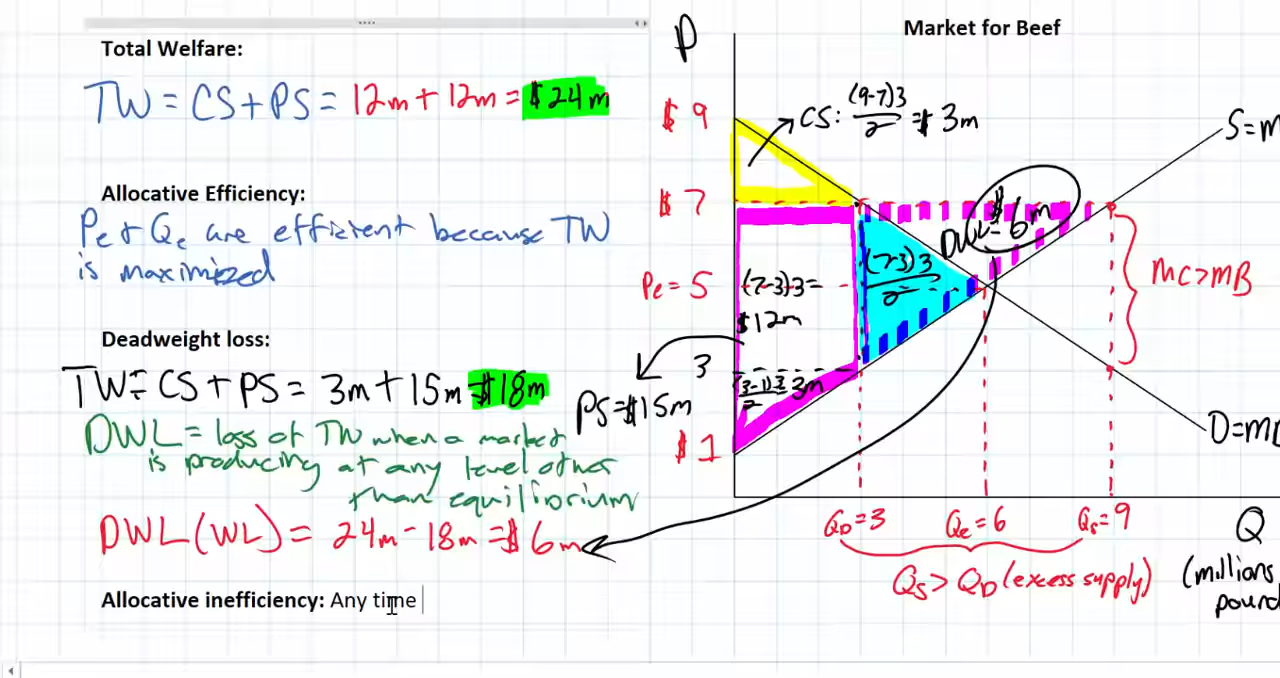 Total Welfare:
TW = CS + PS = 12m + 12m = $24m
Allocative Efficiency:
Pe + Qe are efficient because TW
is maximized
Deadweight loss:
TW = CS + PS = 3m + 15m = $18m
DWL = loss of TW when a market
is producing at any level other
than equilibrium
DWL (WL) = 24m - 18m = $6m
Allocative inefficiency: Any time
Market for Beef
P
$9
CS: (9-7)3
2
= $3m
S=m
$7
DWL = $6m
(7-3)3
2
MC>MB
Pe = 5
(7-3)3=
$12m
3
(3-1)3
2
3m
PS=$15m
$1
D=m
QD=3
Qe=6
Qs=9
Q
Qs > QD (excess supply)
(millions
pound